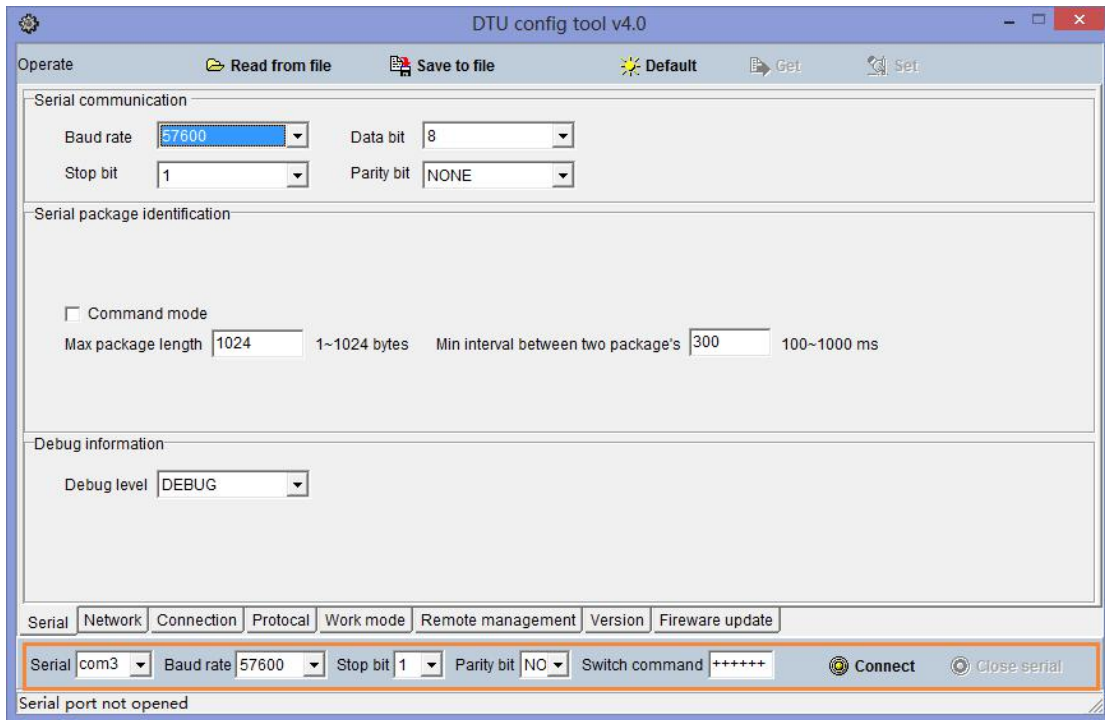 DTU config tool v4.0
Operate Read from file Save to file Default Get Set
Serial communication
Baud rate 57600 Data bit 8
Stop bit 1 Parity bit NONE
Serial package identification
Command mode
Max package length 1024 1~1024 bytes Min interval between two package's 300 100~1000 ms
Debug information
Debug level DEBUG
Serial Network Connection Protocal Work mode Remote management Version Fireware update
Serial com3 Baud rate 57600 Stop bit 1 Parity bit NO Switch command ++++++ Connect Close serial
Serial port not opened